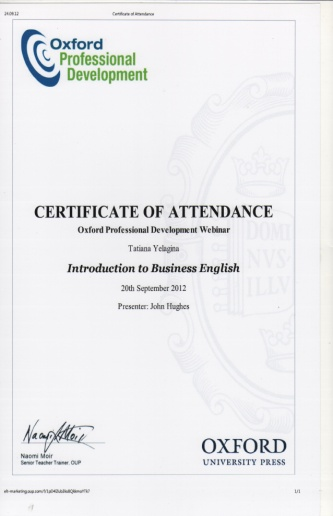 24.09.12 Certificate of Attendance
Oxford
Professional
Development
CERTIFICATE OF ATTENDANCE
Oxford Professional Development Webinar
Tatiana Yelagina
Introduction to Business English
20th September 2012
Presenter: John Hughes
DOMI
NVS
ILLV
Naomi Moir
Naomi Moir
Senior Teacher Trainer, OUP
OXFORD
UNIVERSITY PRESS
1/1